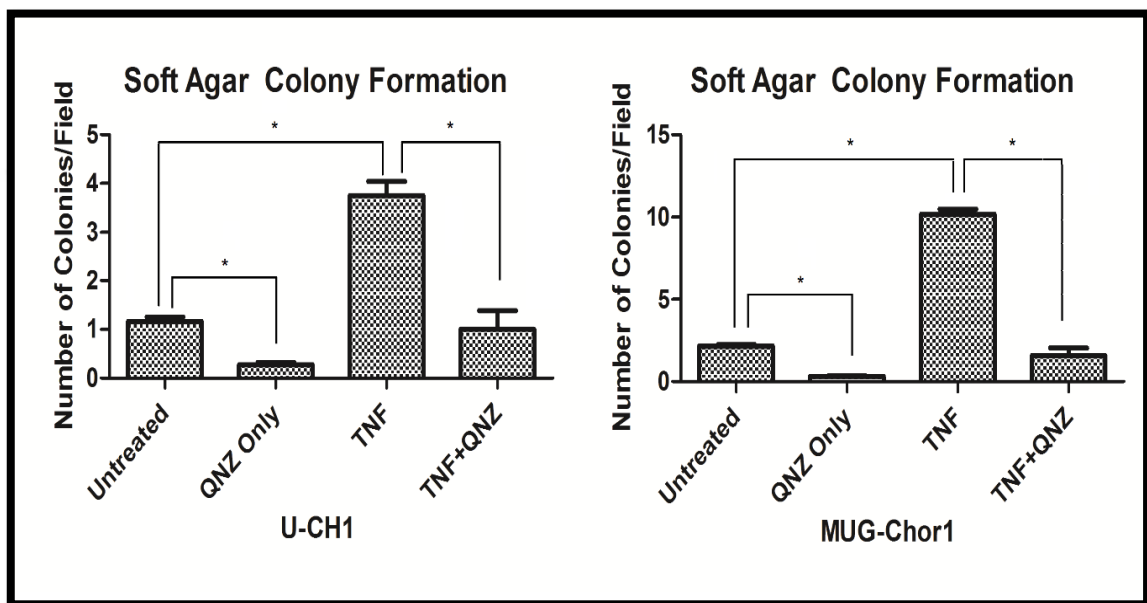 Soft Agar Colony Formation
Number of Colonies/Field
5
4
3
2
1
0
*
*
*
Untreated
QNZ Only
TNF
TNF+QNZ
U-CH1
Soft Agar Colony Formation
Number of Colonies/Field
15
10
5
0
*
*
*
Untreated
QNZ Only
TNF
TNF+QNZ
MUG-Chor1